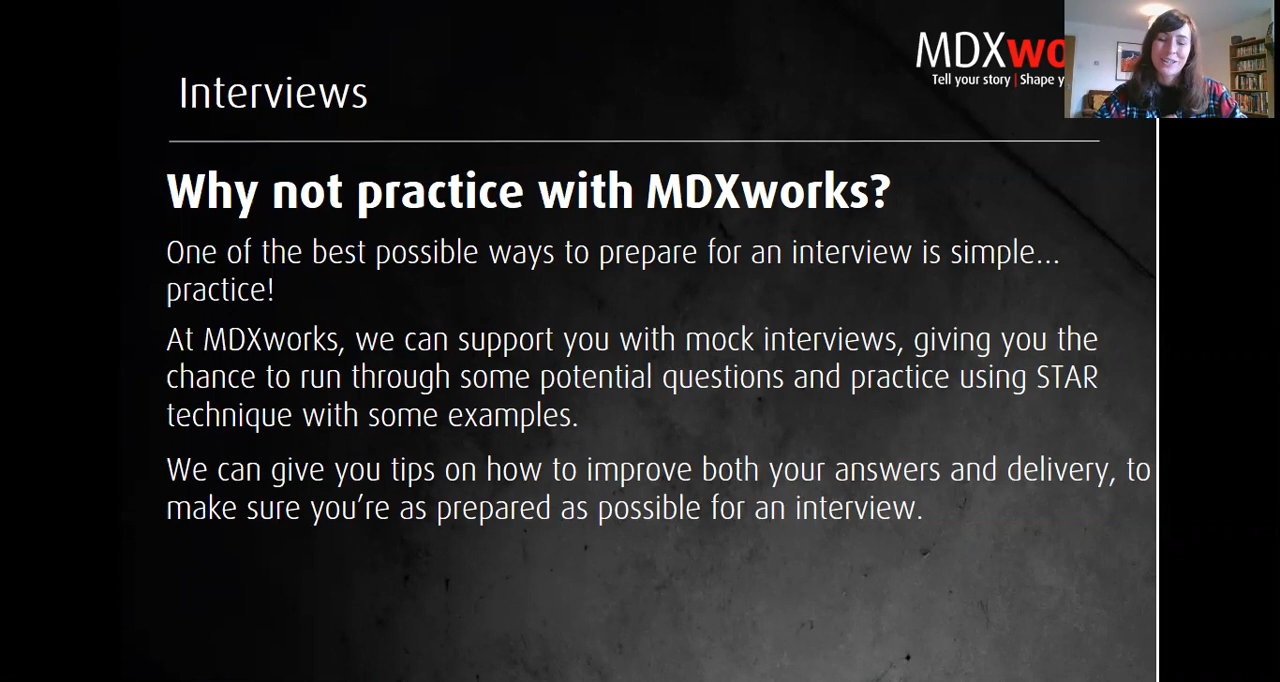 Interviews
MDXwo
Tell your story | Shape y
Why not practice with MDXworks?
One of the best possible ways to prepare for an interview is simple...
practice!
At MDXworks, we can support you with mock interviews, giving you the
chance to run through some potential questions and practice using STAR
technique with some examples.
We can give you tips on how to improve both your answers and delivery, to
make sure you're as prepared as possible for an interview.